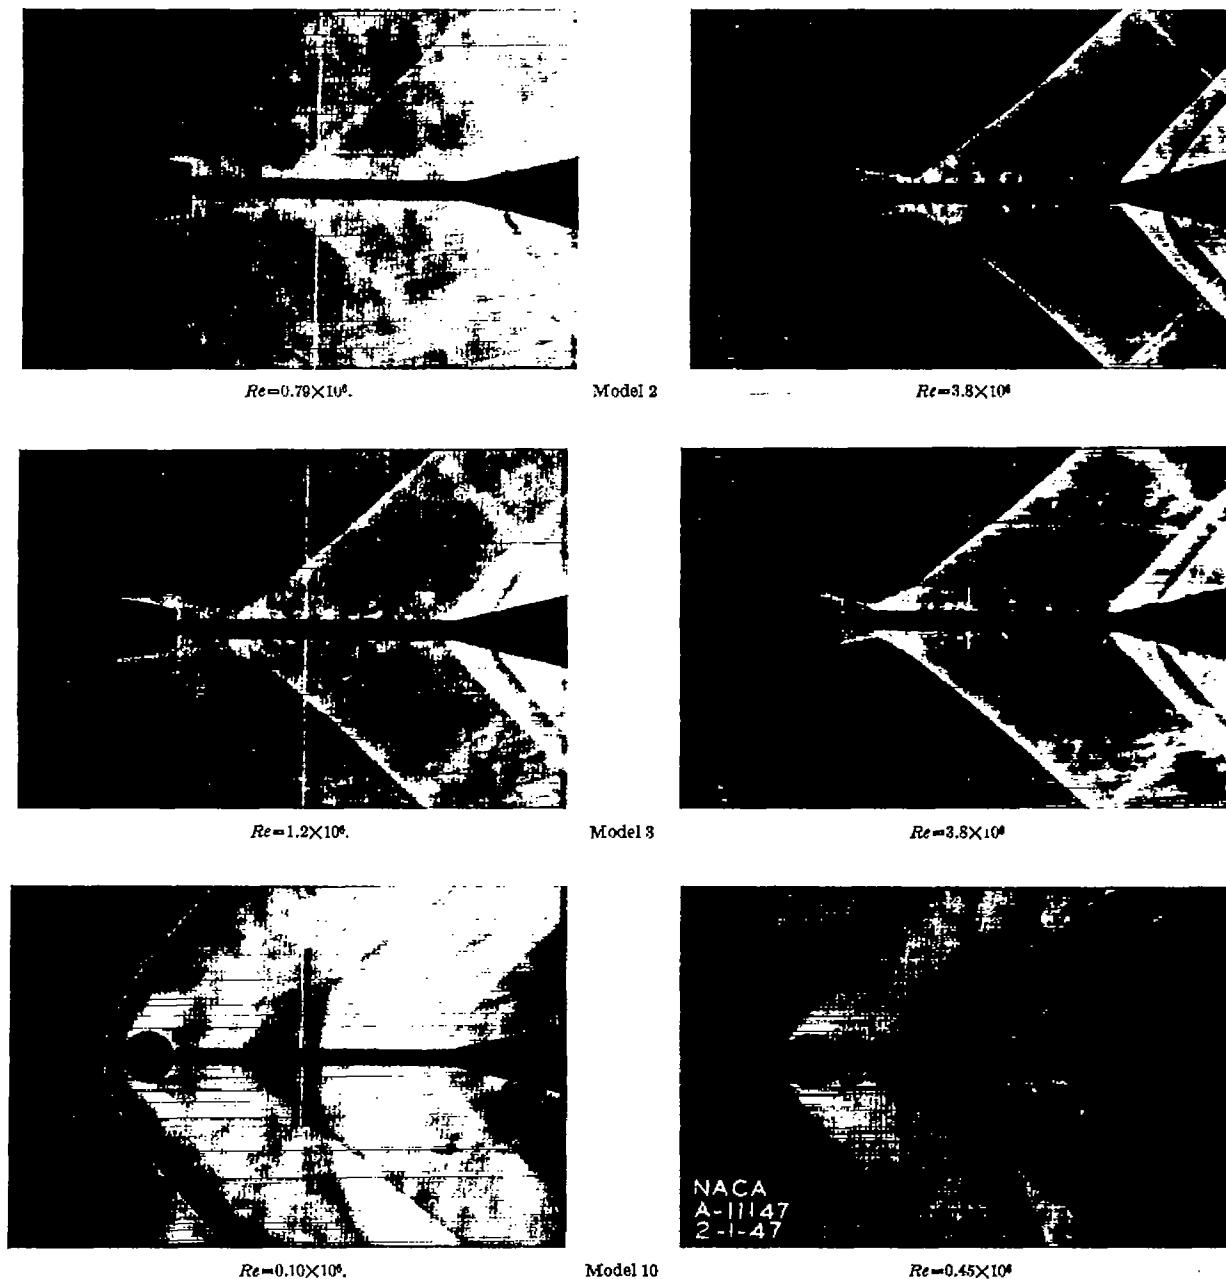 Re=0.79×10⁶. Model 2 Re=3.8×10⁶
Re=1.2×10⁶. Model 3 Re=3.8×10⁶
NACA
A-11147
2-1-47
Re=0.10×10⁶. Model 10 Re=0.45×10⁶